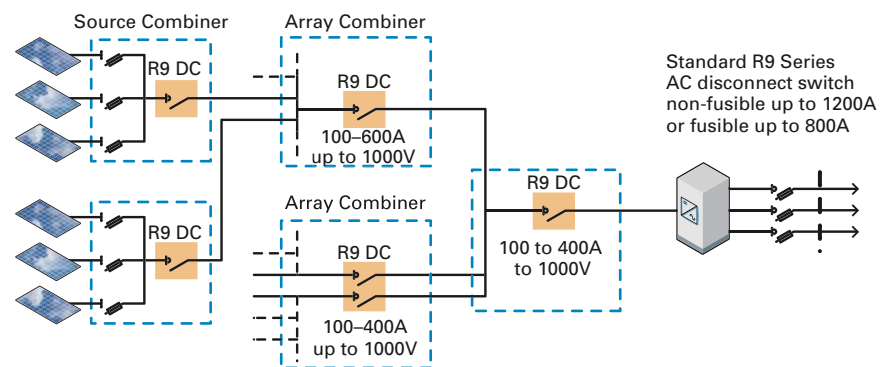 Source Combiner
Array Combiner
R9 DC
R9 DC
100–600A
up to 1000V
Standard R9 Series
AC disconnect switch
non-fusible up to 1200A
or fusible up to 800A
R9 DC
Array Combiner
R9 DC
100–400A
up to 1000V
R9 DC
100 to 400A
to 1000V